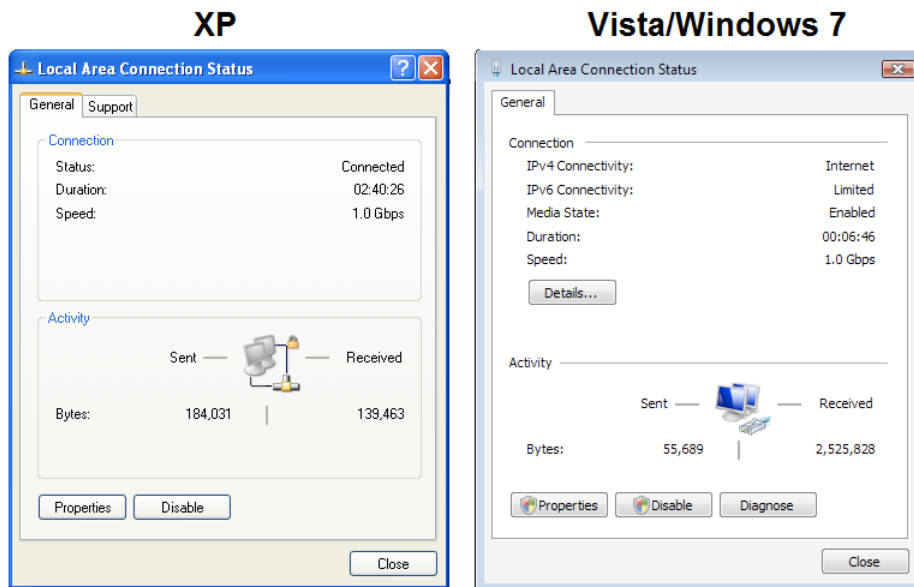 XP
Local Area Connection Status
General Support
Connection
Status: Connected
Duration: 02:40:26
Speed: 1.0 Gbps
Activity
Sent Received
Bytes: 184,031 139,463
Properties Disable
Close
Vista/Windows 7
Local Area Connection Status
General
Connection
IPv4 Connectivity: Internet
IPv6 Connectivity: Limited
Media State: Enabled
Duration: 00:06:46
Speed: 1.0 Gbps
Details...
Activity
Sent Received
Bytes: 55,689 2,525,828
Properties Disable Diagnose
Close